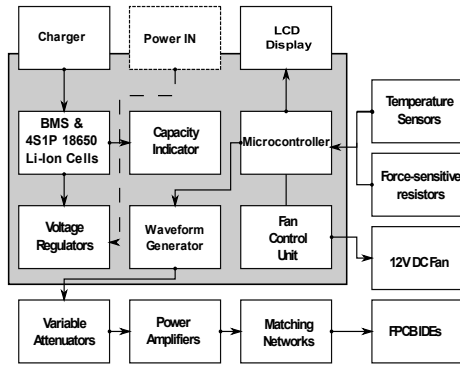 Charger
Power IN
LCD
Display
BMS &
4S1P 18650
Li-Ion Cells
Capacity
Indicator
Microcontroller
Temperature
Sensors
Force-sensitive
resistors
Voltage
Regulators
Waveform
Generator
Fan
Control
Unit
12V DC Fan
Variable
Attenuators
Power
Amplifiers
Matching
Networks
FPCB IDEs